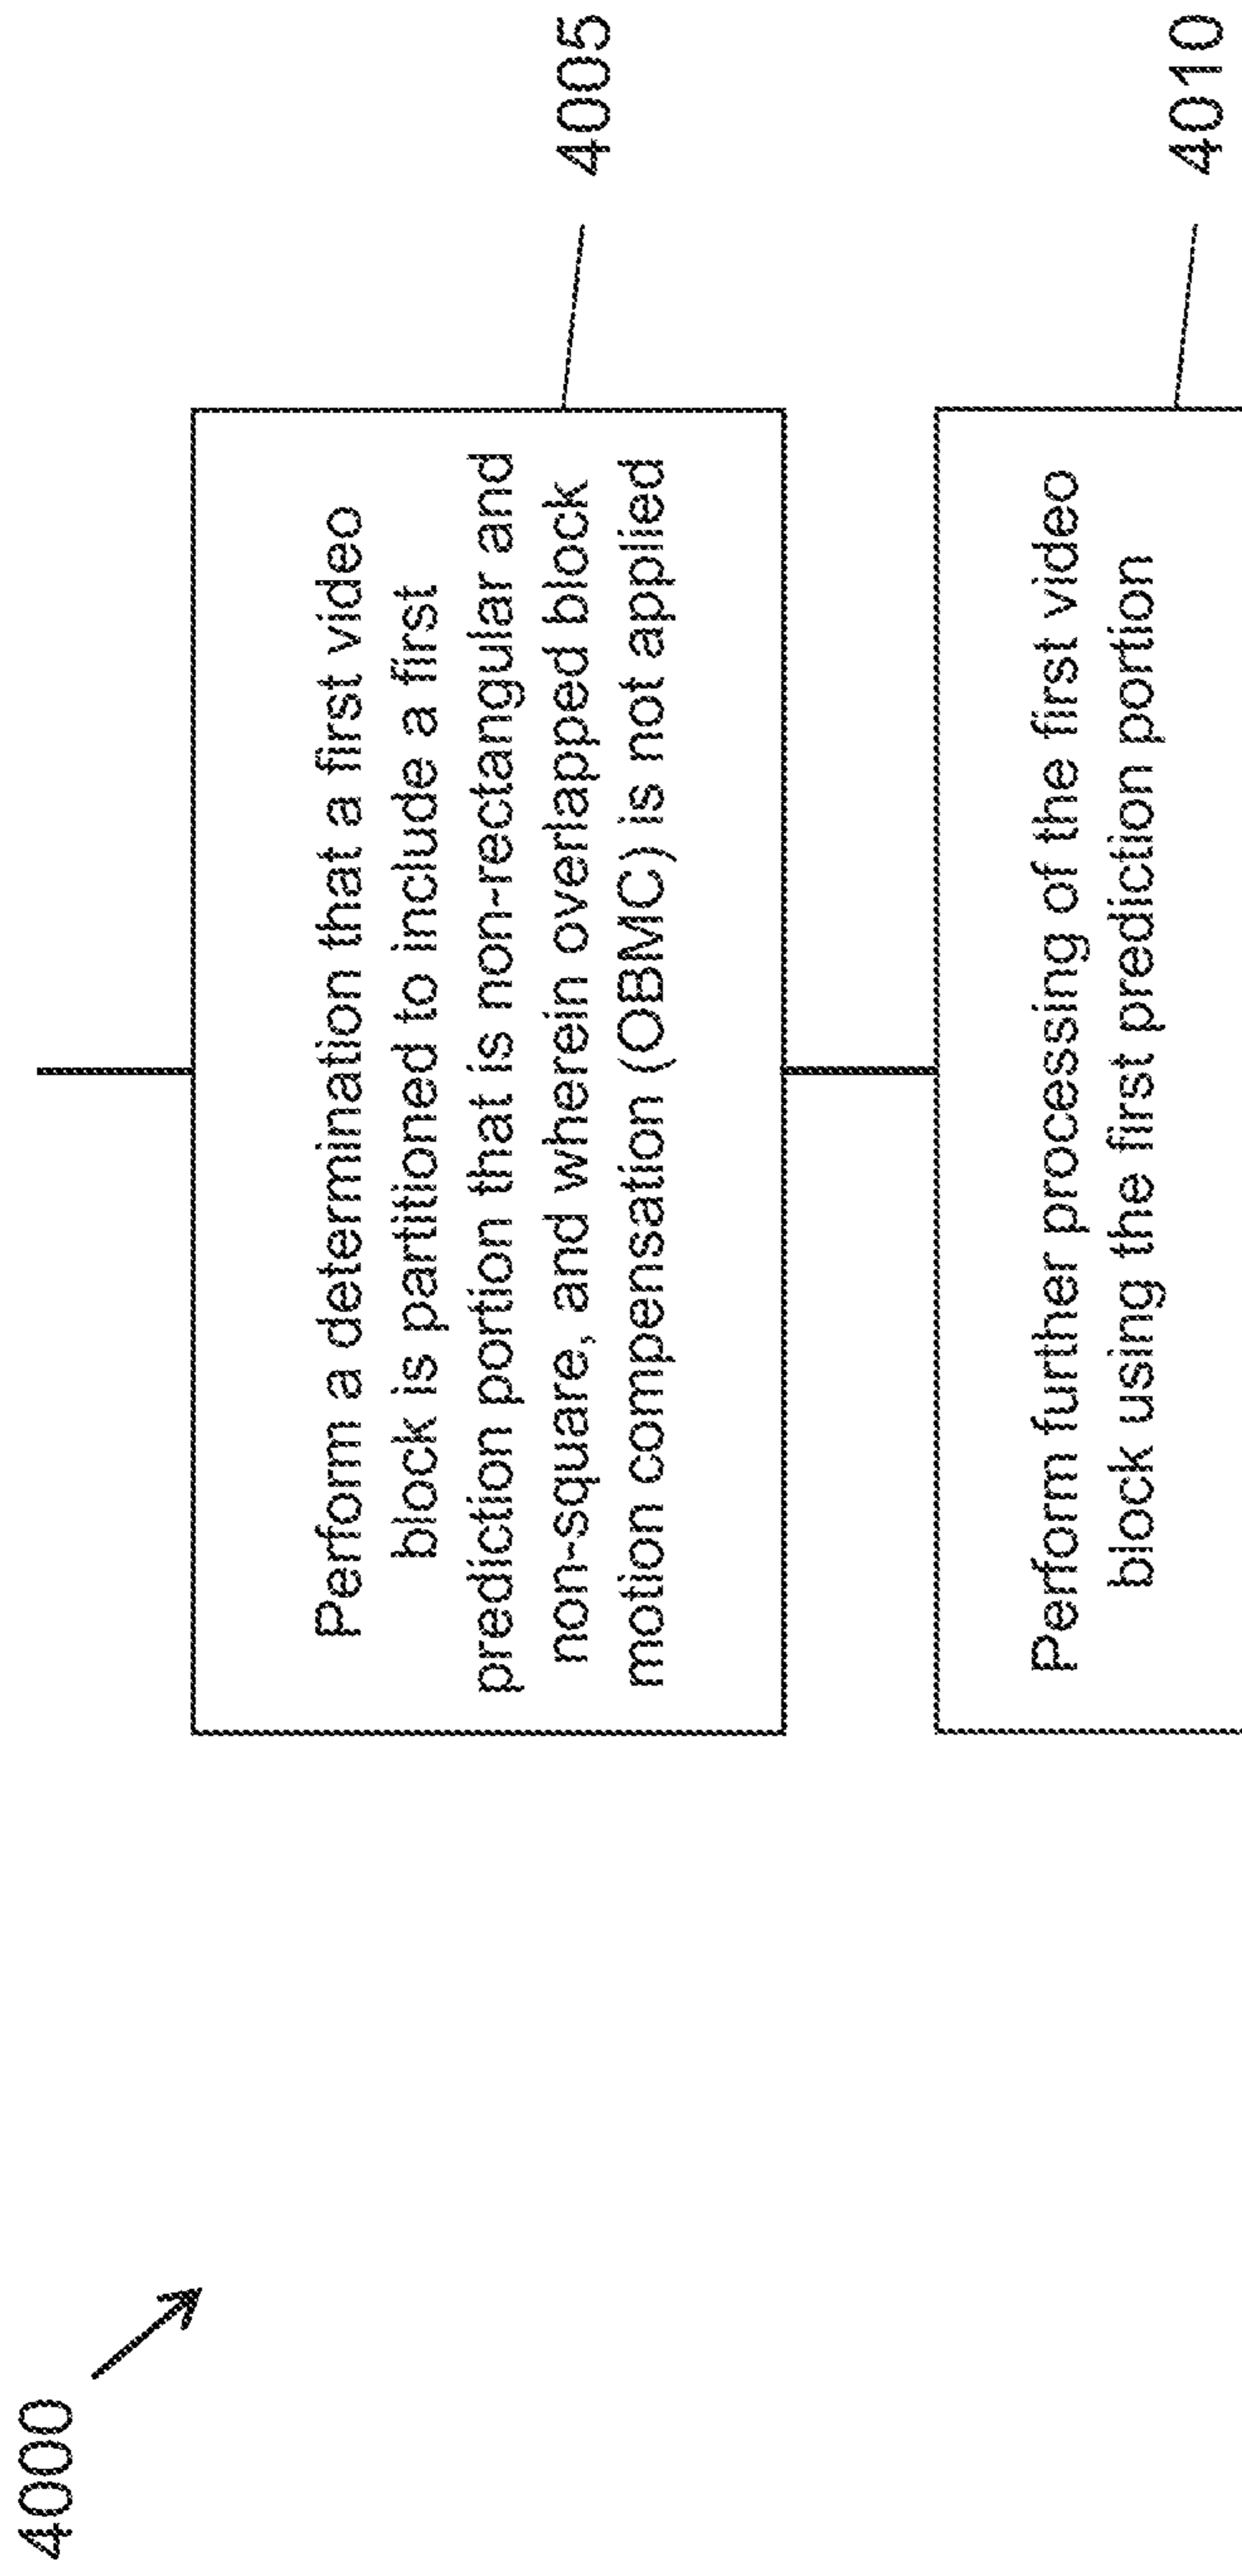 4000
Perform a determination that a first video
block is partitioned to include a first
prediction portion that is non-rectangular and
non-square, and wherein overlapped block
motion compensation (OBMC) is not applied
4005
Perform further processing of the first video
block using the first prediction portion
4010